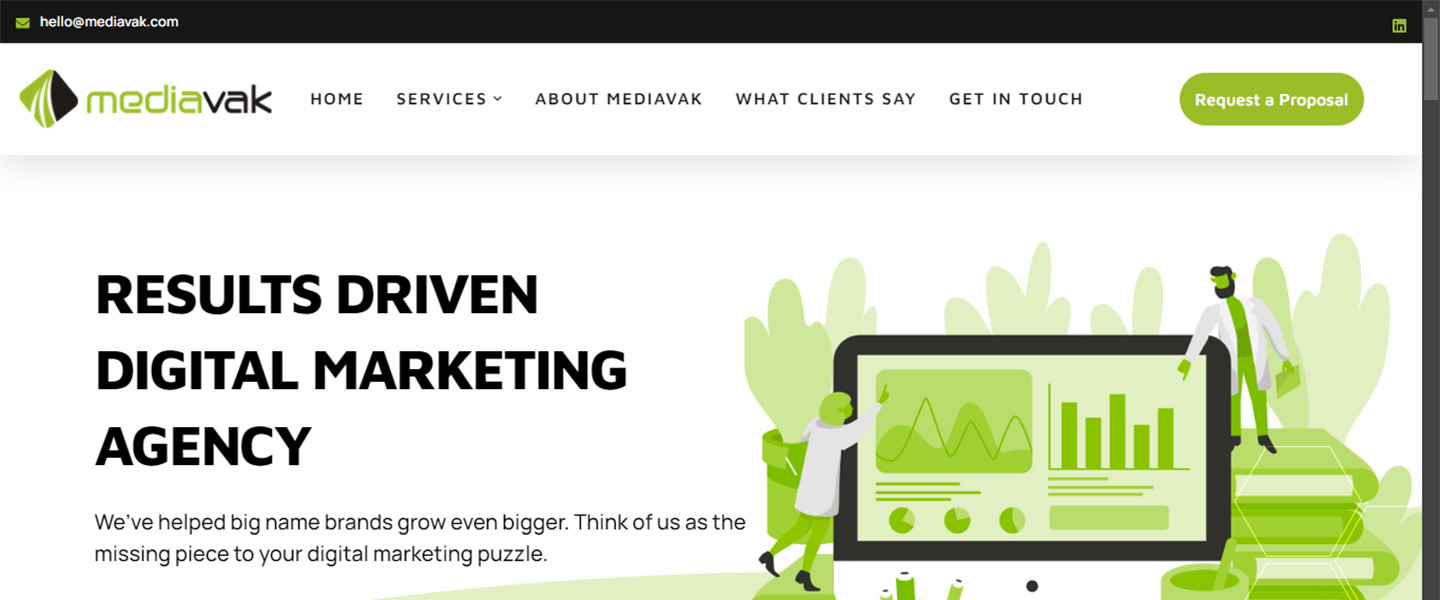 hello@mediavak.com
mediavak
HOME SERVICES ABOUT MEDIAVAK WHAT CLIENTS SAY GET IN TOUCH
Request a Proposal
RESULTS DRIVEN
DIGITAL MARKETING
AGENCY
We've helped big name brands grow even bigger. Think of us as the
missing piece to your digital marketing puzzle.